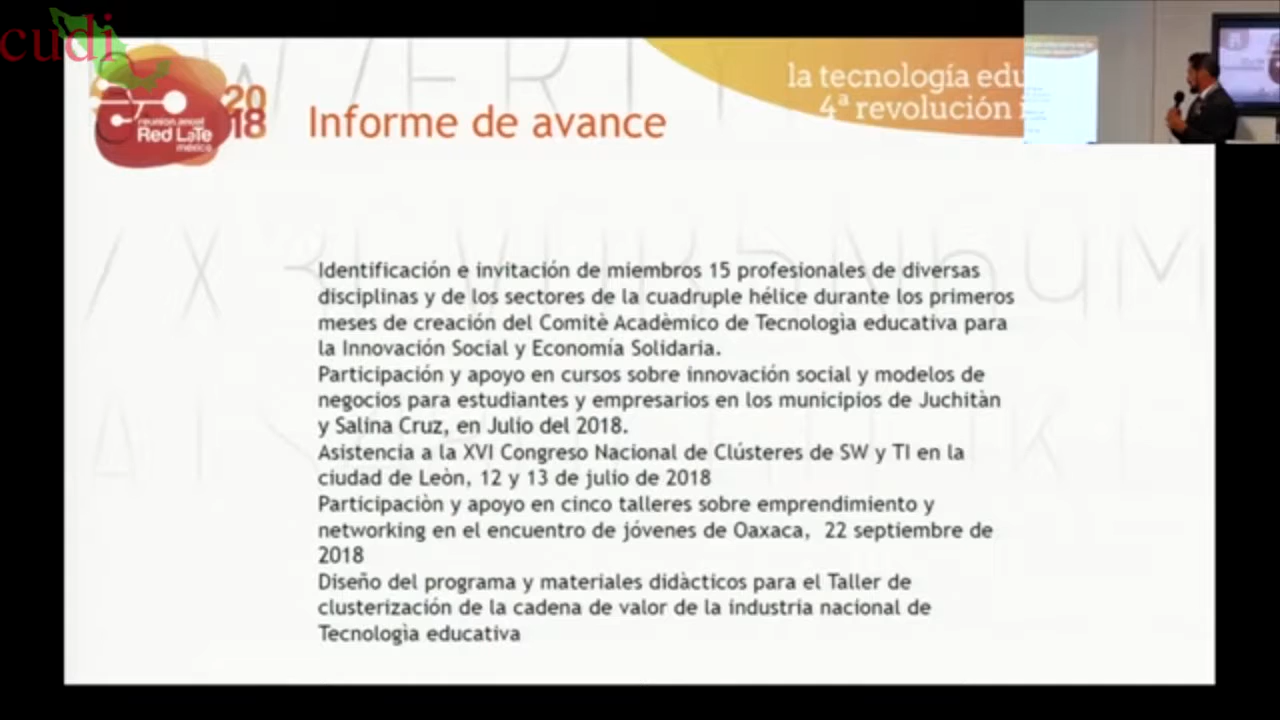 cudi
reunion anual
Red LaTe
méxico
20
18
Informe de avance
la tecnología edu
4ª revolución i
Identificación e invitación de miembros 15 profesionales de diversas
disciplinas y de los sectores de la cuadruple hélice durante los primeros
meses de creación del Comitè Acadèmico de Tecnologìa educativa para
la Innovación Social y Economía Solidaria.
Participación y apoyo en cursos sobre innovación social y modelos de
negocios para estudiantes y empresarios en los municipios de Juchitàn
y Salina Cruz, en Julio del 2018.
Asistencia a la XVI Congreso Nacional de Clústeres de SW y TI en la
ciudad de Leòn, 12 y 13 de julio de 2018
Participaciòn y apoyo en cinco talleres sobre emprendimiento y
networking en el encuentro de jóvenes de Oaxaca, 22 septiembre de
2018
Diseño del programa y materiales didàcticos para el Taller de
clusterización de la cadena de valor de la industria nacional de
Tecnologìa educativa